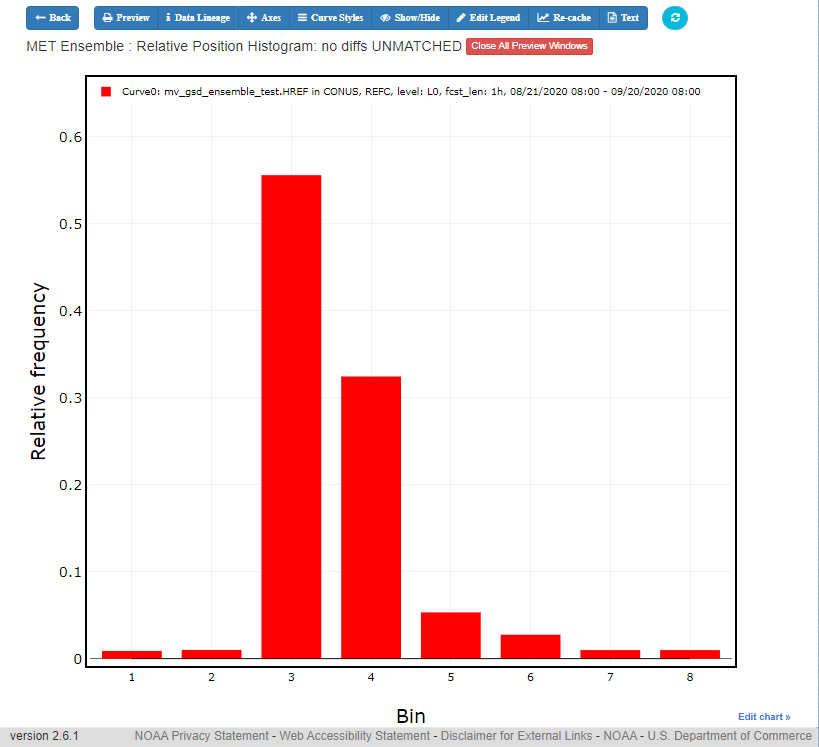 Back Preview Data Lineage Axes Curve Styles Show/Hide Edit Legend Re-cache Text
MET Ensemble : Relative Position Histogram: no diffs UNMATCHED Close All Preview Windows
Curve0: mv_gsd_ensemble_test.HREF in CONUS, REFC, level: L0, fcst_len: 1h, 08/21/2020 08:00 - 09/20/2020 08:00
Relative frequency
0.6
0.5
0.4
0.3
0.2
0.1
0
1 2 3 4 5 6 7 8
Bin
Edit chart »
version 2.6.1 NOAA Privacy Statement - Web Accessibility Statement - Disclaimer for External Links - NOAA - U.S. Department of Commerce